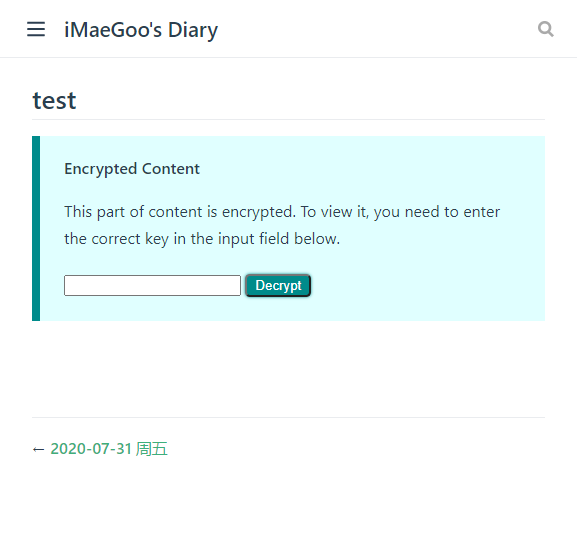 iMaeGoo's Diary
test
Encrypted Content
This part of content is encrypted. To view it, you need to enter
the correct key in the input field below.
Decrypt
← 2020-07-31 周五